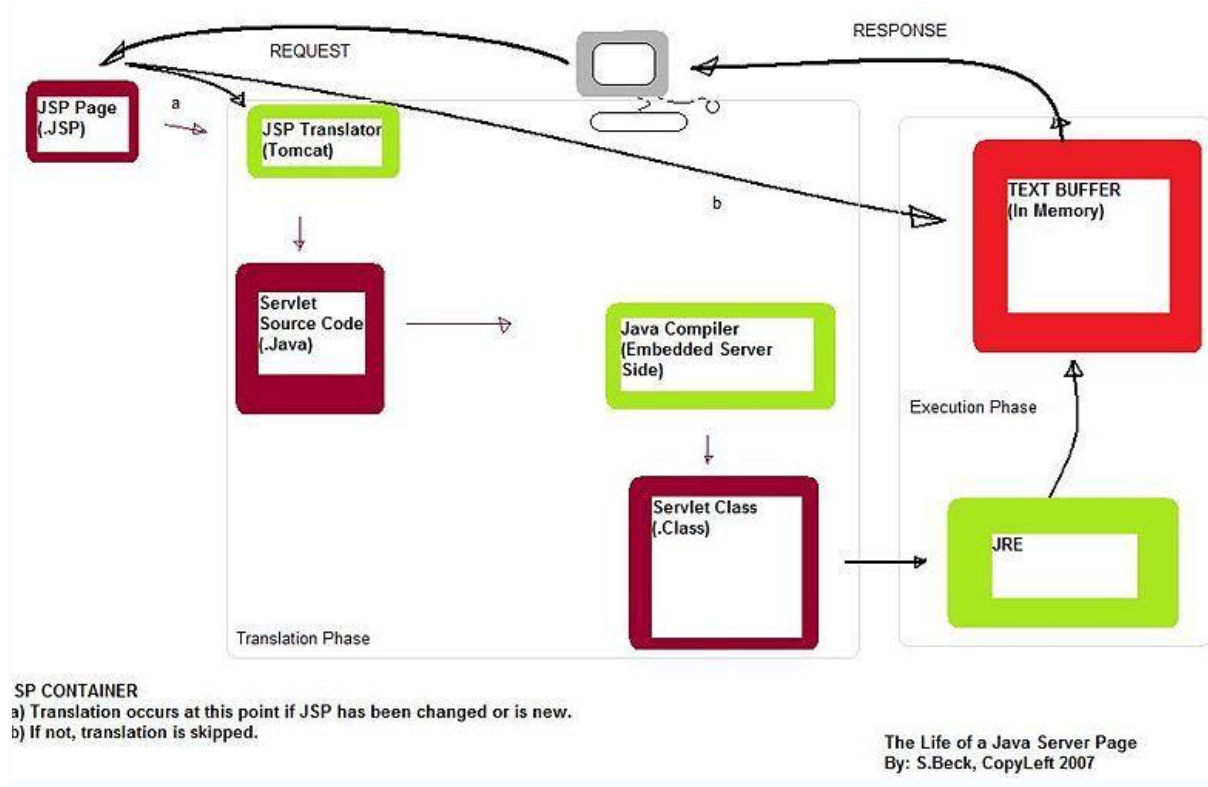 REQUEST
RESPONSE
JSP Page
(.JSP)
a
JSP Translator
(Tomcat)
TEXT BUFFER
(In Memory)
b
Servlet
Source Code
(.Java)
Java Compiler
(Embedded Server
Side)
Execution Phase
Servlet Class
(.Class)
JRE
Translation Phase
SP CONTAINER
a) Translation occurs at this point if JSP has been changed or is new.
b) If not, translation is skipped.
The Life of a Java Server Page
By: S.Beck, CopyLeft 2007